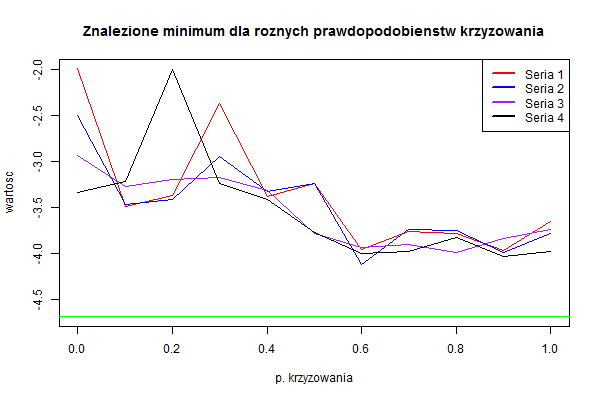 Znalezione minimum dla roznych prawdopodobienstw krzyzowania
Seria 1
Seria 2
Seria 3
Seria 4
wartosc
-2.0
-2.5
-3.0
-3.5
-4.0
-4.5
0.0 0.2 0.4 0.6 0.8 1.0
p. krzyzowania